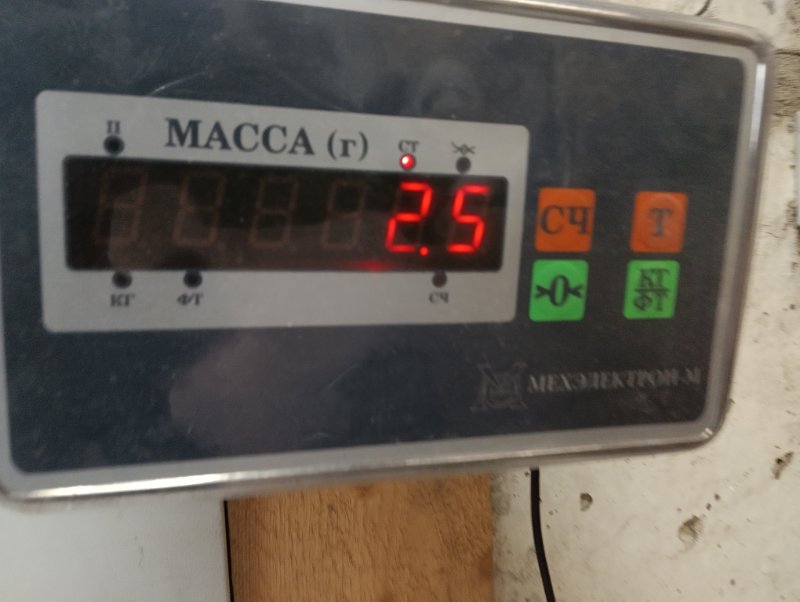 П
МАССА (г)
СТ
>o<
2.5
КГ
ФТ
СЧ
СЧ
Т
>0<
КГ
ФТ
МЕХЭЛЕКТРОН-М